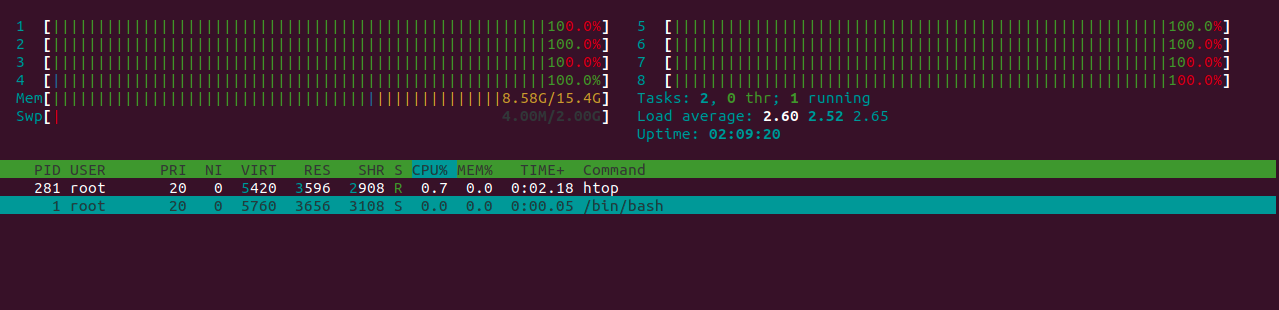 1 [||||||||||||||||||||||||||||||||||||||||||||||||||||||||100.0%] 5 [||||||||||||||||||||||||||||||||||||||||||||||||||||||||100.0%]
2 [||||||||||||||||||||||||||||||||||||||||||||||||||||||||100.0%] 6 [||||||||||||||||||||||||||||||||||||||||||||||||||||||||100.0%]
3 [||||||||||||||||||||||||||||||||||||||||||||||||||||||||100.0%] 7 [||||||||||||||||||||||||||||||||||||||||||||||||||||||||100.0%]
4 [||||||||||||||||||||||||||||||||||||||||||||||||||||||||100.0%] 8 [||||||||||||||||||||||||||||||||||||||||||||||||||||||||100.0%]
Mem[||||||||||||||||||||||||||||||||||||||||||||||||||8.58G/15.4G] Tasks: 2, 0 thr; 1 running
Swp[| 4.00M/2.00G] Load average: 2.60 2.52 2.65
Uptime: 02:09:20
PID USER PRI NI VIRT RES SHR S CPU% MEM% TIME+ Command
281 root 20 0 5420 3596 2908 R 0.7 0.0 0:02.18 htop
1 root 20 0 5760 3656 3108 S 0.0 0.0 0:00.05 /bin/bash